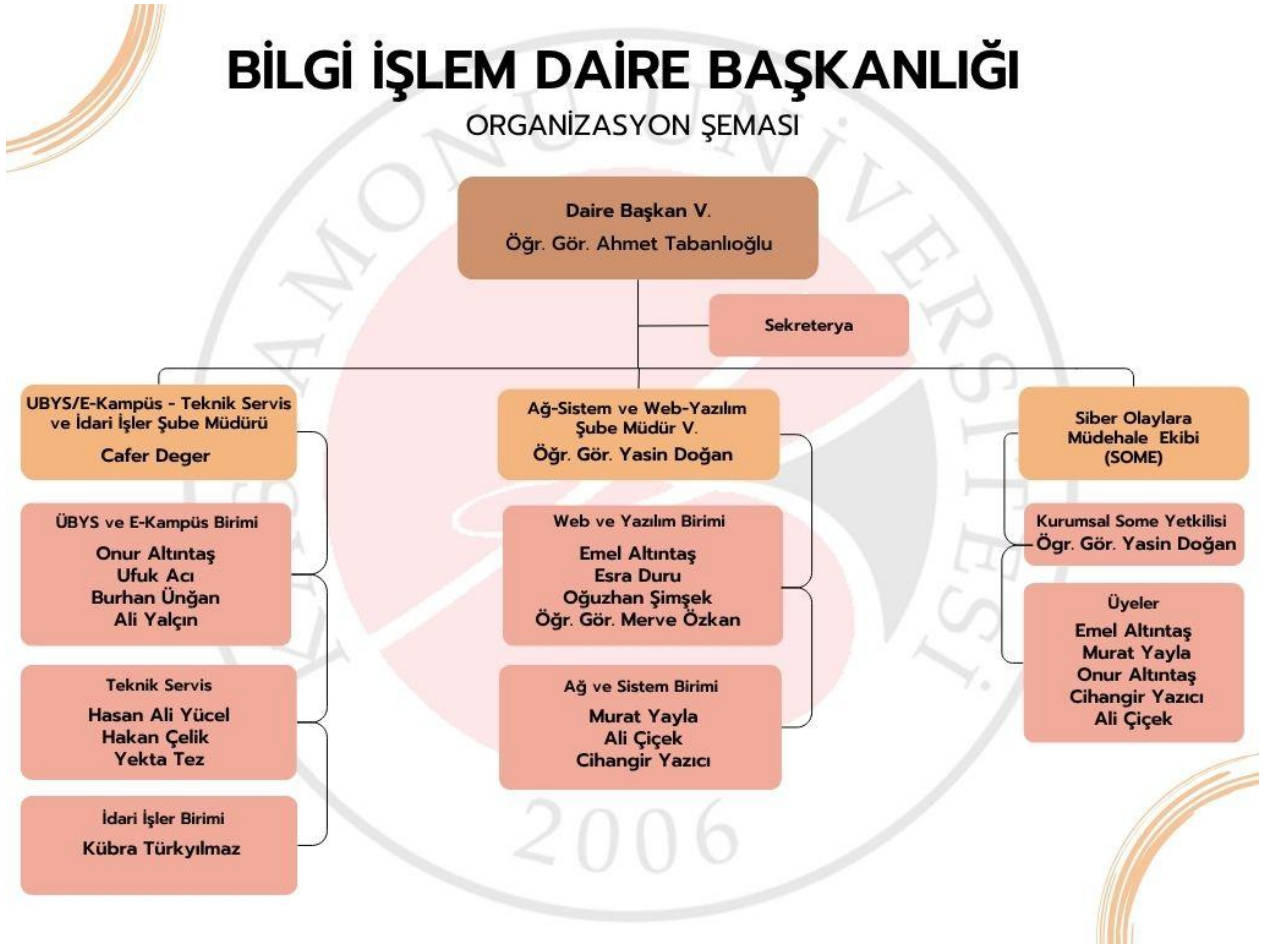 BİLGİ İŞLEM DAİRE BAŞKANLIĞI
ORGANİZASYON ŞEMASI
Daire Başkan V.
Öğr. Gör. Ahmet Tabanlıoğlu
Sekreterya
UBYS/E-Kampüs - Teknik Servis
ve İdari İşler Şube Müdürü
Cafer Deger
ÜBYS ve E-Kampüs Birimi
Onur Altıntaş
Ufuk Acı
Burhan Ünğan
Ali Yalçın
Teknik Servis
Hasan Ali Yücel
Hakan Çelik
Yekta Tez
İdari İşler Birimi
Kübra Türkyılmaz
Ağ-Sistem ve Web-Yazılım
Şube Müdür V.
Öğr. Gör. Yasin Doğan
Web ve Yazılım Birimi
Emel Altıntaş
Esra Duru
Oğuzhan Şimşek
Öğr. Gör. Merve Özkan
Ağ ve Sistem Birimi
Murat Yayla
Ali Çiçek
Cihangir Yazıcı
Siber Olaylara
Müdehale Ekibi
(SOME)
Kurumsal Some Yetkilisi
Ögr. Gör. Yasin Doğan
Üyeler
Emel Altıntaş
Murat Yayla
Onur Altıntaş
Cihangir Yazıcı
Ali Çiçek
KASTAMONU ÜNİVERSİTESİ
2006